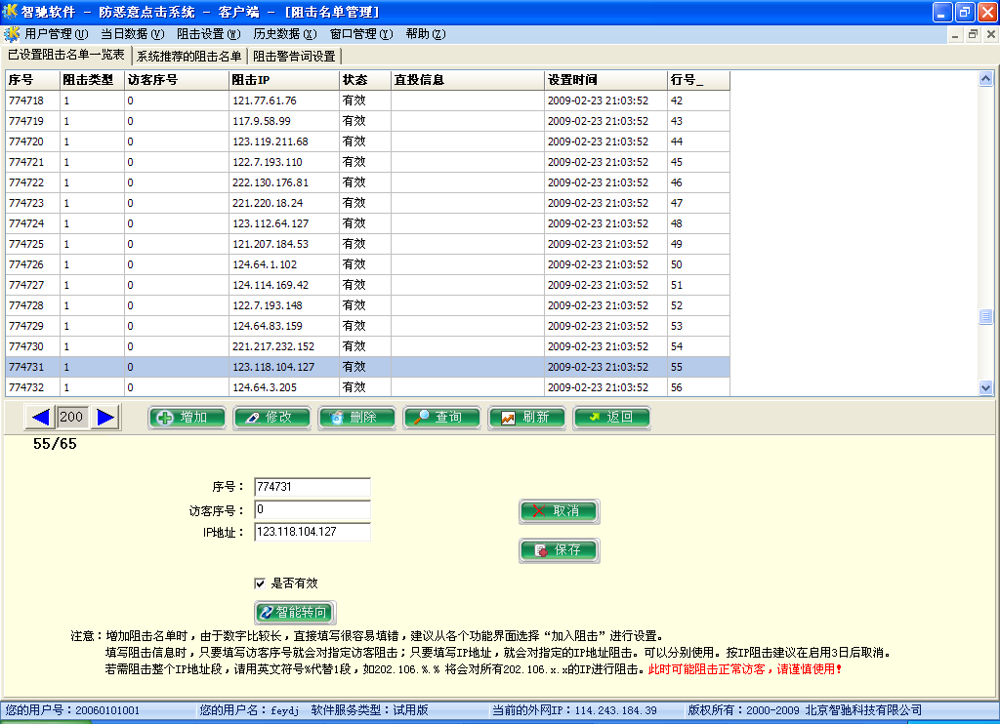 智驰软件 - 防恶意点击系统 - 客户端 - [阻击名单管理]
用户管理(U) 当日数据(V) 阻击设置(W) 历史数据(X) 窗口管理(Y) 帮助(Z)
已设置阻击名单一览表 系统推荐的阻击名单 阻击警告词设置
序号 阻击类型 访客序号 阻击IP 状态 直投信息 设置时间 行号_
774718 1 0 121.77.61.76 有效 2009-02-23 21:03:52 42
774719 1 0 117.9.58.99 有效 2009-02-23 21:03:52 43
774720 1 0 123.119.211.68 有效 2009-02-23 21:03:52 44
774721 1 0 122.7.193.110 有效 2009-02-23 21:03:52 45
774722 1 0 222.130.176.81 有效 2009-02-23 21:03:52 46
774723 1 0 221.220.18.24 有效 2009-02-23 21:03:52 47
774724 1 0 123.112.64.127 有效 2009-02-23 21:03:52 48
774725 1 0 121.207.184.53 有效 2009-02-23 21:03:52 49
774726 1 0 124.64.1.102 有效 2009-02-23 21:03:52 50
774727 1 0 124.114.169.42 有效 2009-02-23 21:03:52 51
774728 1 0 122.7.193.148 有效 2009-02-23 21:03:52 52
774729 1 0 124.64.83.159 有效 2009-02-23 21:03:52 53
774730 1 0 221.217.232.152 有效 2009-02-23 21:03:52 54
774731 1 0 123.118.104.127 有效 2009-02-23 21:03:52 55
774732 1 0 124.64.3.205 有效 2009-02-23 21:03:52 56
200 增加 修改 删除 查询 刷新 返回
55/65
序号： 774731
访客序号： 0 取消
IP地址： 123.118.104.127
保存
是否有效
智能转向
注意：增加阻击名单时，由于数字比较长，直接填写很容易填错，建议从各个功能界面选择“加入阻击”进行设置。
填写阻击信息时，只要填写访客序号就会对指定访客阻击；只要填写IP地址，就会对指定的IP地址阻击。可以分别使用。按IP阻击建议在启用3日后取消。
若需阻击整个IP地址段，请用英文符号%代替1段，如202.106.%.% 将会对所有202.106.x.x的IP进行阻击。此时可能阻击正常访客，请谨慎使用！
您的用户号：20060101001 您的用户名：feydj 软件服务类型：试用版 当前的外网IP：114.243.184.39 版权所有：2000-2009 北京智驰科技有限公司